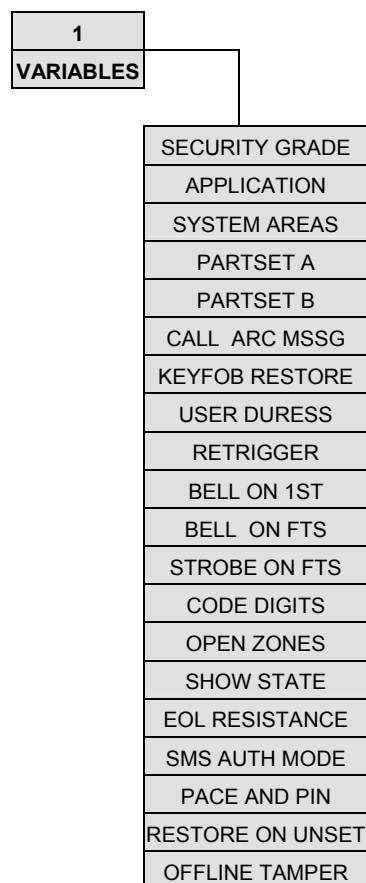 1
VARIABLES
SECURITY GRADE
APPLICATION
SYSTEM AREAS
PARTSET A
PARTSET B
CALL ARC MSSG
KEYFOB RESTORE
USER DURESS
RETRIGGER
BELL ON 1ST
BELL ON FTS
STROBE ON FTS
CODE DIGITS
OPEN ZONES
SHOW STATE
EOL RESISTANCE
SMS AUTH MODE
PACE AND PIN
RESTORE ON UNSET
OFFLINE TAMPER